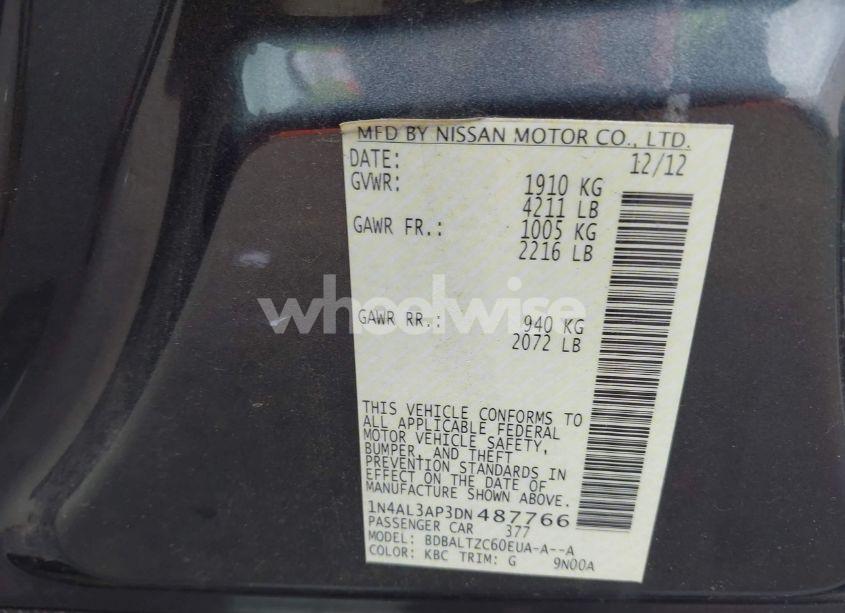 MFD BY NISSAN MOTOR CO., LTD.
DATE: 12/12
GVWR: 1910 KG
4211 LB
GAWR FR.: 1005 KG
2216 LB
wheelwise
GAWR RR.: 940 KG
2072 LB
THIS VEHICLE CONFORMS TO
ALL APPLICABLE FEDERAL
MOTOR VEHICLE SAFETY,
BUMPER, AND THEFT
PREVENTION STANDARDS IN
EFFECT ON THE DATE OF
MANUFACTURE SHOWN ABOVE.
1N4AL3AP3DN487766
PASSENGER CAR 377
MODEL: BDBALTZC60EUA-A--A
COLOR: KBC TRIM: G 9N00A